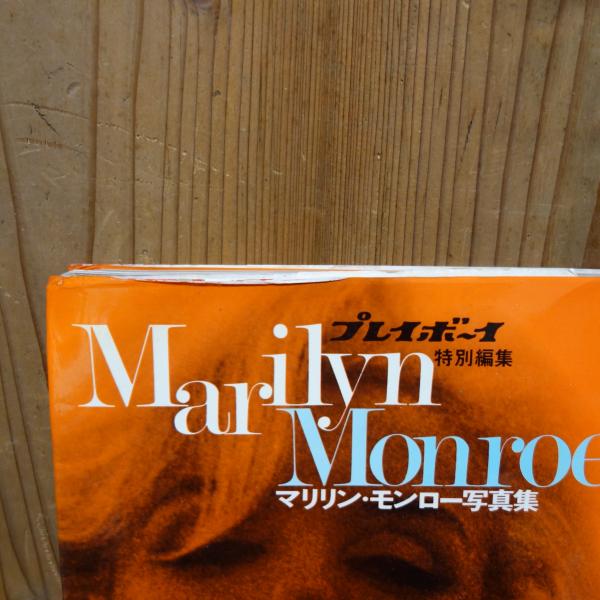 プレイボーイ
特別編集
Marilyn
Monroe
マリリン・モンロー写真集